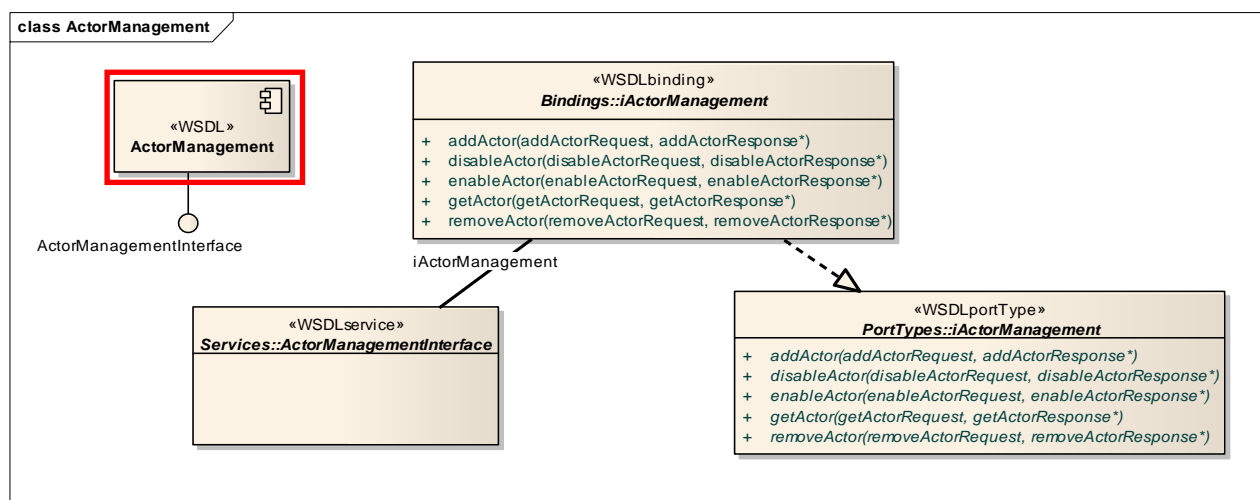 class ActorManagement
«WSDL»
ActorManagement
ActorManagementInterface
«WSDLbinding»
Bindings::iActorManagement
+ addActor(addActorRequest, addActorResponse*)
+ disableActor(disableActorRequest, disableActorResponse*)
+ enableActor(enableActorRequest, enableActorResponse*)
+ getActor(getActorRequest, getActorResponse*)
+ removeActor(removeActorRequest, removeActorResponse*)
iActorManagement
«WSDLservice»
Services::ActorManagementInterface
«WSDLportType»
PortTypes::iActorManagement
+ addActor(addActorRequest, addActorResponse*)
+ disableActor(disableActorRequest, disableActorResponse*)
+ enableActor(enableActorRequest, enableActorResponse*)
+ getActor(getActorRequest, getActorResponse*)
+ removeActor(removeActorRequest, removeActorResponse*)